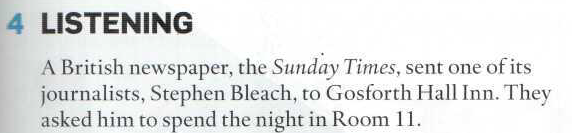 4 LISTENING
A British newspaper, the Sunday Times, sent one of its
journalists, Stephen Bleach, to Gosforth Hall Inn. They
asked him to spend the night in Room 11.